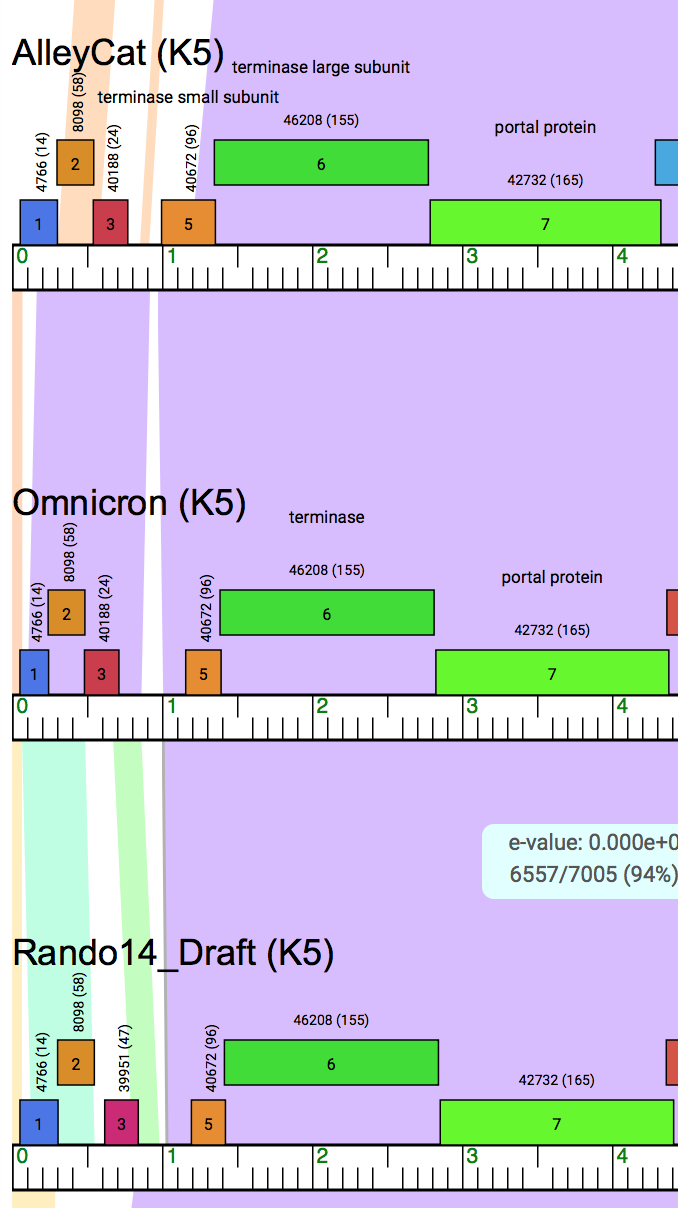 AlleyCat (K5)
terminase large subunit
terminase small subunit
4766 (14)
8098 (58)
40188 (24)
40672 (96)
46208 (155)
portal protein
42732 (165)
1 2 3 5 6 7
0 1 2 3 4
Omnicron (K5)
terminase
4766 (14)
8098 (58)
40188 (24)
40672 (96)
46208 (155)
portal protein
42732 (165)
1 2 3 5 6 7
0 1 2 3 4
e-value: 0.000e+0
6557/7005 (94%)
Rando14_Draft (K5)
4766 (14)
8098 (58)
39951 (47)
40672 (96)
46208 (155)
42732 (165)
1 2 3 5 6 7
0 1 2 3 4